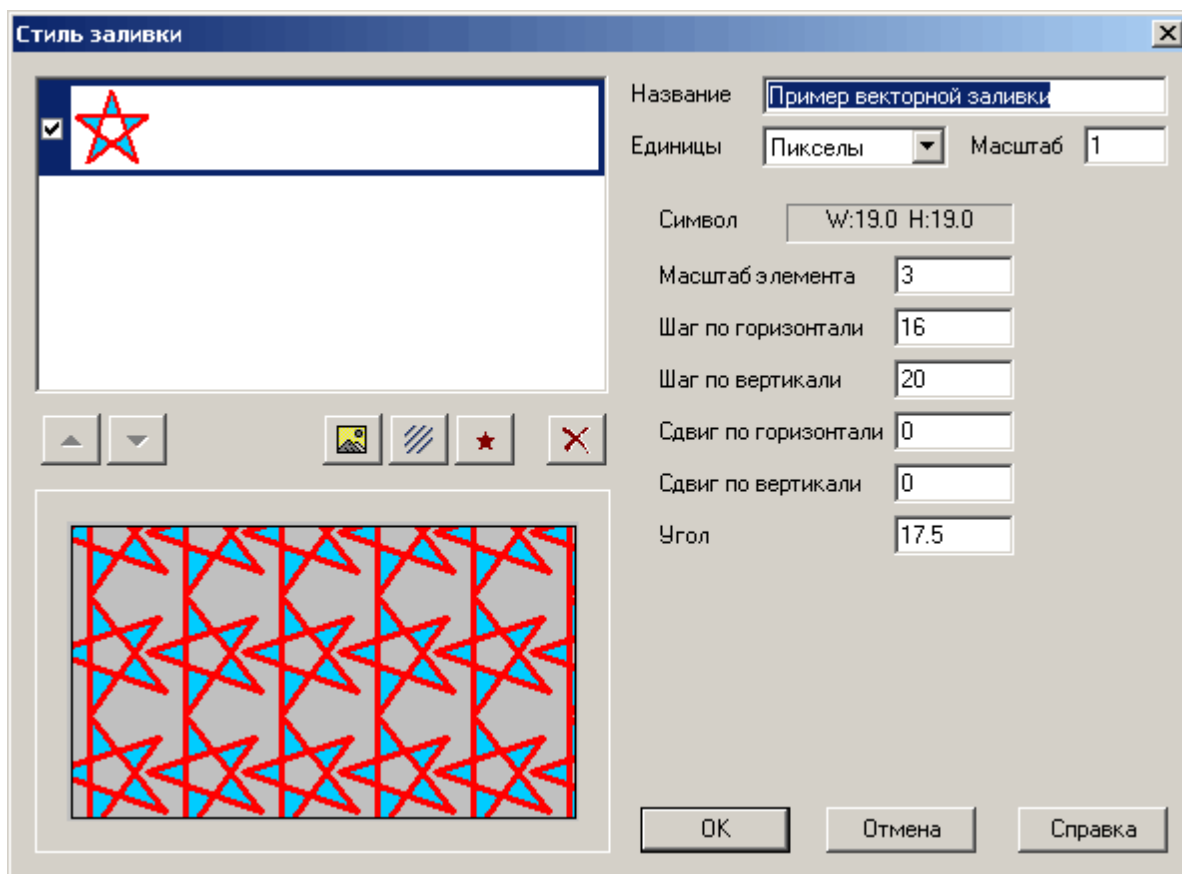 Стиль заливки
Название Пример векторной заливки
Единицы Пикселы Масштаб 1
Символ W:19.0 H:19.0
Масштаб элемента 3
Шаг по горизонтали 16
Шаг по вертикали 20
Сдвиг по горизонтали 0
Сдвиг по вертикали 0
Угол 17.5
OK Отмена Справка